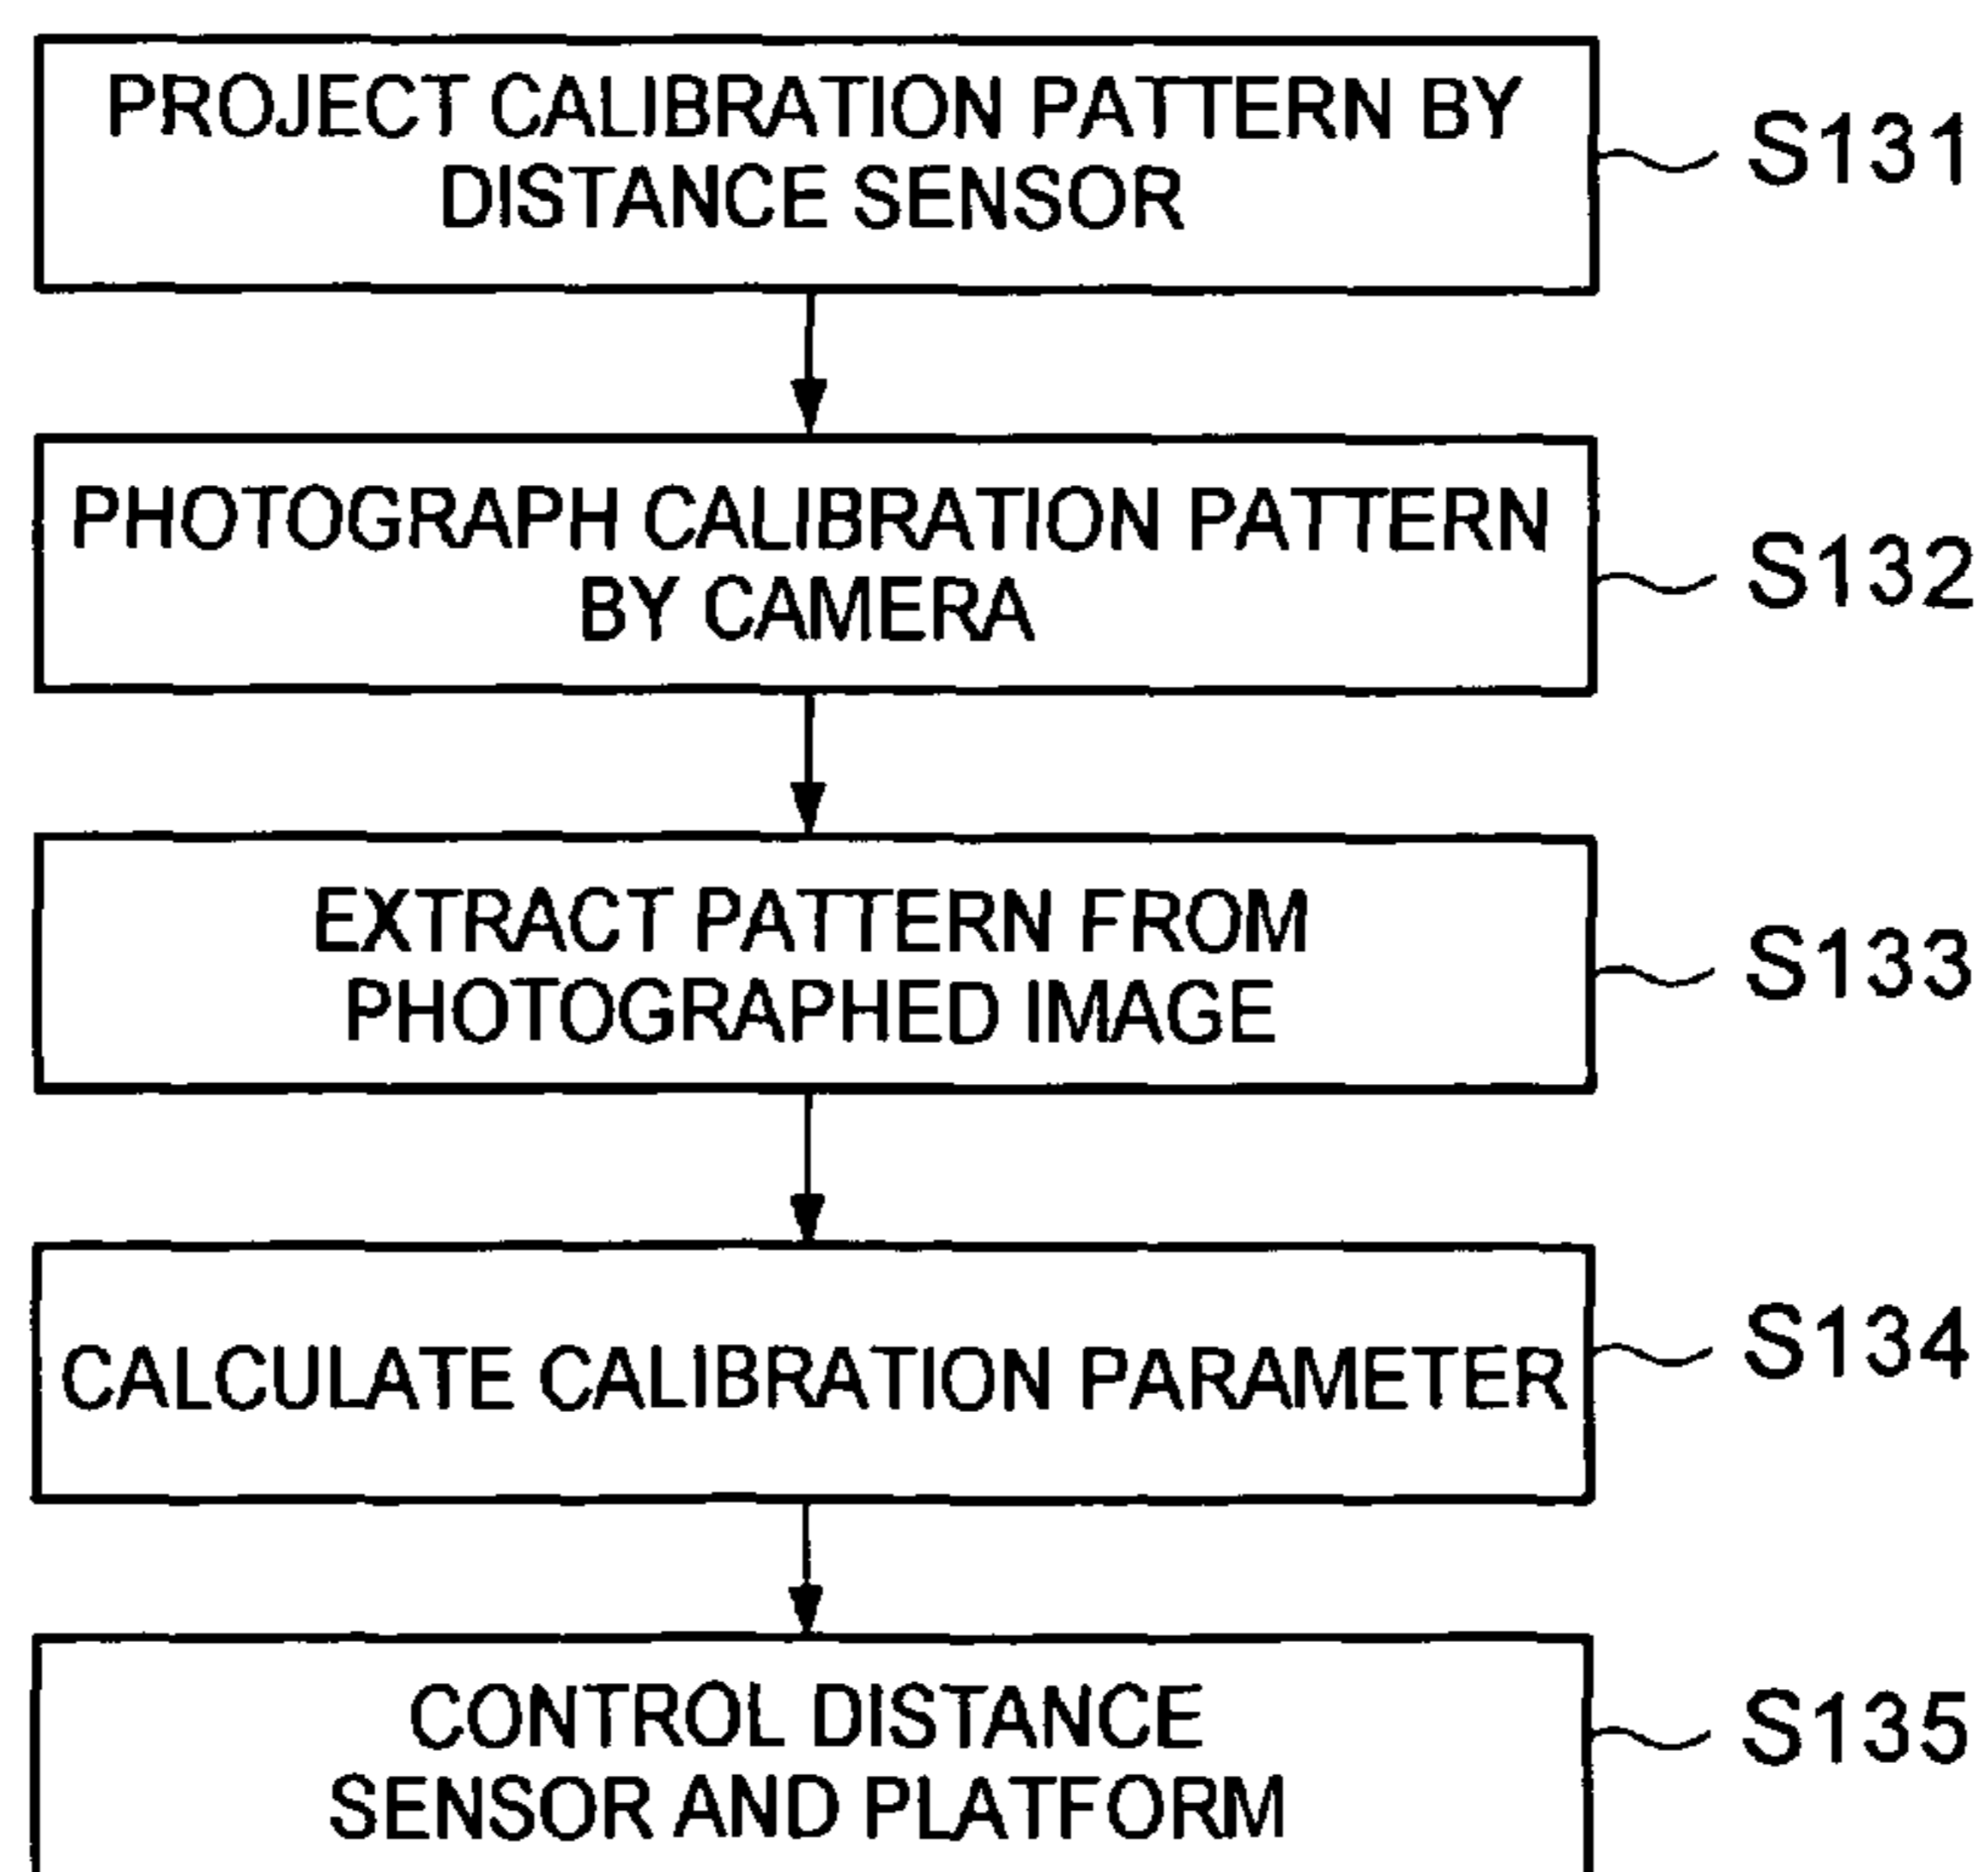 PROJECT CALIBRATION PATTERN BY
DISTANCE SENSOR
S131
PHOTOGRAPH CALIBRATION PATTERN
BY CAMERA
S132
EXTRACT PATTERN FROM
PHOTOGRAPHED IMAGE
S133
CALCULATE CALIBRATION PARAMETER
S134
CONTROL DISTANCE
SENSOR AND PLATFORM
S135